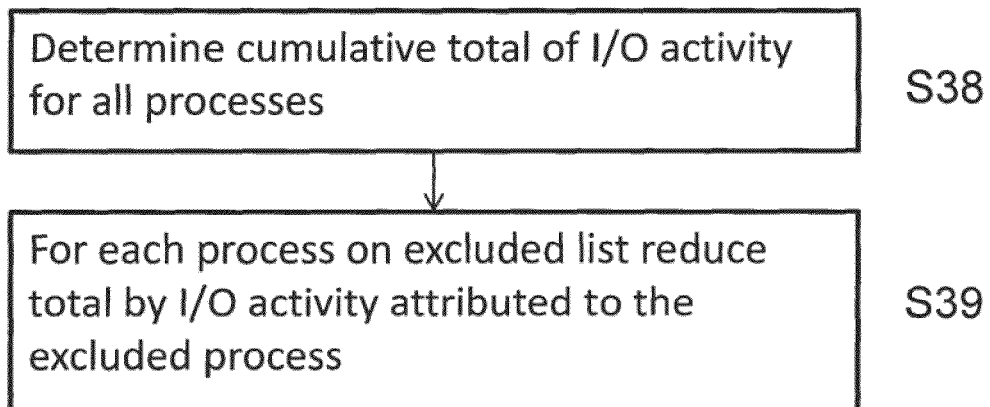 Determine cumulative total of I/O activity
for all processes
S38
For each process on excluded list reduce
total by I/O activity attributed to the
excluded process
S39